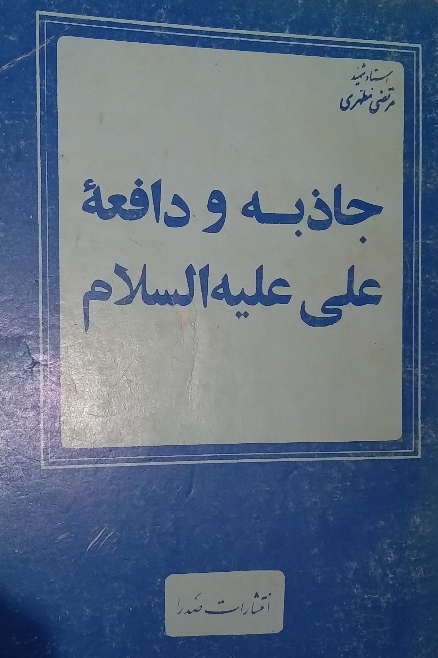 استاد شهید
مرتضی مطهری
جاذبه و دافعهٔ
علی علیه‌السلام
انتشارات صدرا